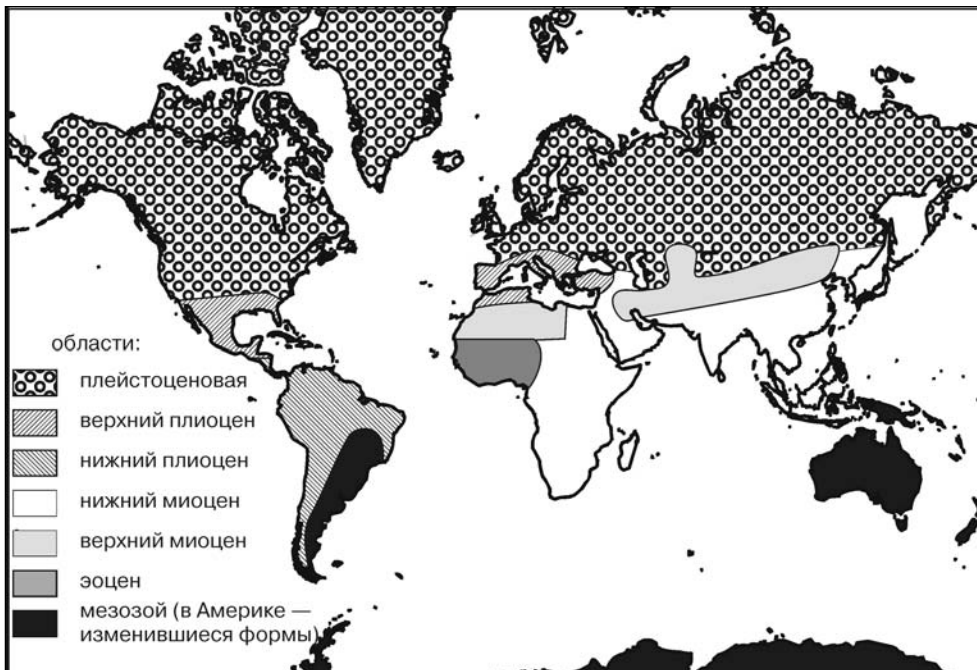 области:
плейстоценовая
верхний плиоцен
нижний плиоцен
нижний миоцен
верхний миоцен
эоцен
мезозой (в Америке —
изменившиеся формы)